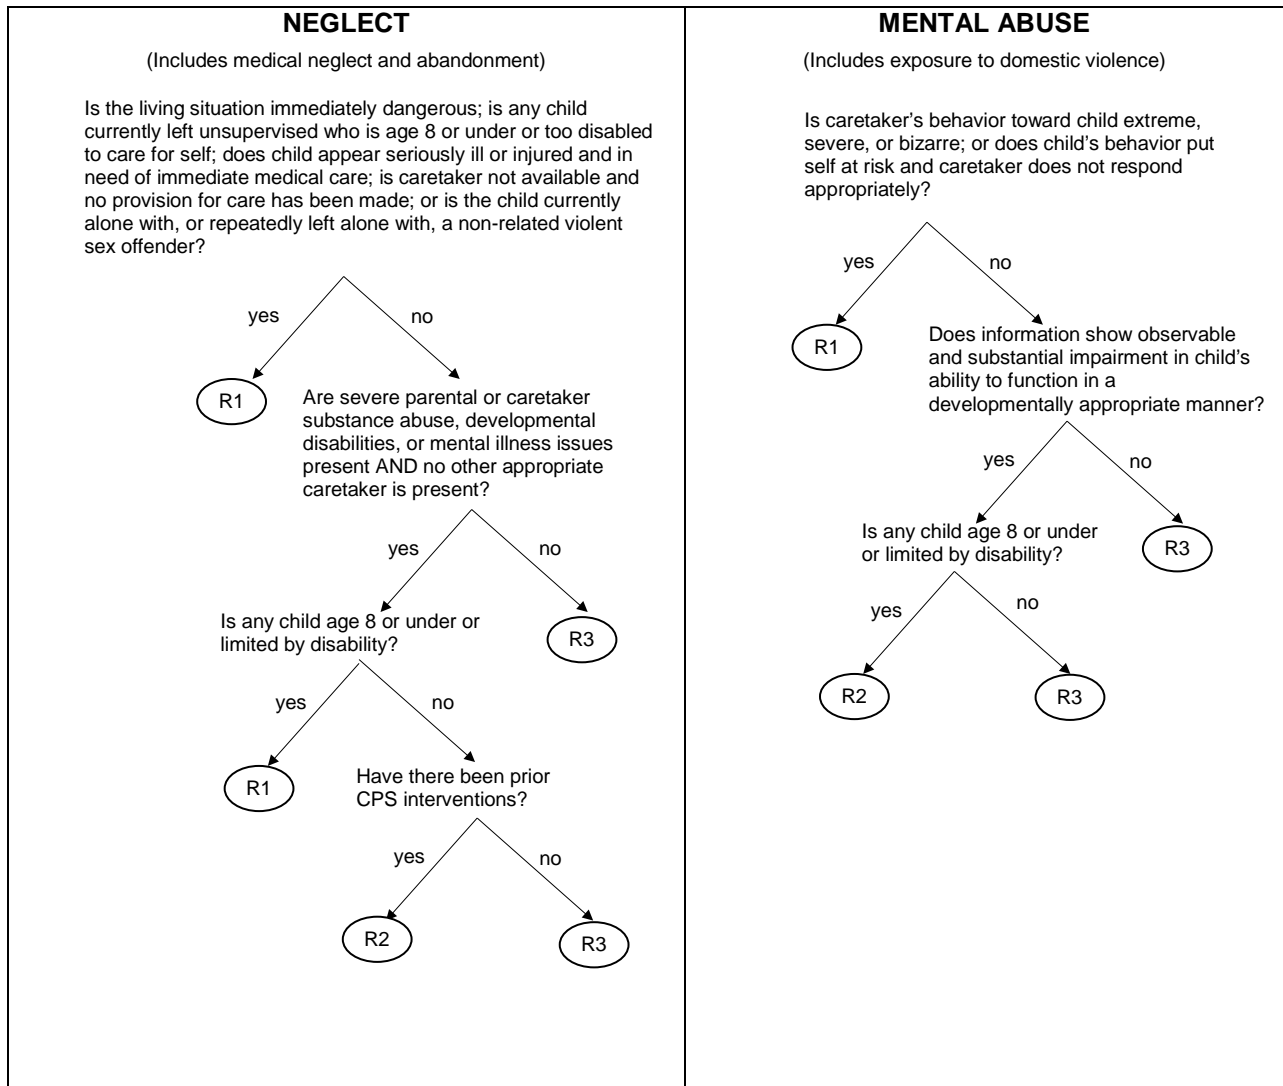 NEGLECT
(Includes medical neglect and abandonment)
Is the living situation immediately dangerous; is any child
currently left unsupervised who is age 8 or under or too disabled
to care for self; does child appear seriously ill or injured and in
need of immediate medical care; is caretaker not available and
no provision for care has been made; or is the child currently
alone with, or repeatedly left alone with, a non-related violent
sex offender?
yes
no
R1
Are severe parental or caretaker
substance abuse, developmental
disabilities, or mental illness issues
present AND no other appropriate
caretaker is present?
yes
no
Is any child age 8 or under or
limited by disability?
R3
yes
no
R1
Have there been prior
CPS interventions?
yes
no
R2
R3
MENTAL ABUSE
(Includes exposure to domestic violence)
Is caretaker’s behavior toward child extreme,
severe, or bizarre; or does child’s behavior put
self at risk and caretaker does not respond
appropriately?
yes
no
R1
Does information show observable
and substantial impairment in child’s
ability to function in a
developmentally appropriate manner?
yes
no
Is any child age 8 or under
or limited by disability?
R3
yes
no
R2
R3